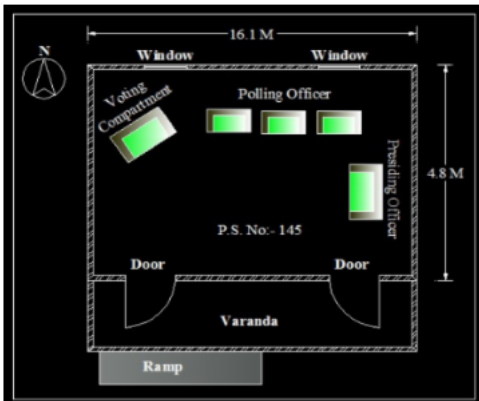 16.1 M
N
Window
Window
Voting
Compartment
Polling Officer
Presiding Officer
4.8 M
P.S. No:- 145
Door
Door
Varanda
Ramp